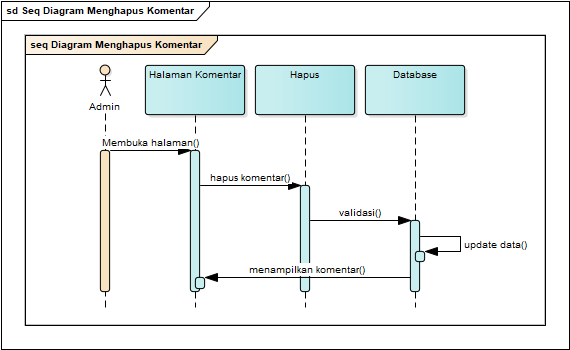 sd Seq Diagram Menghapus Komentar
seq Diagram Menghapus Komentar
Halaman Komentar
Hapus
Database
Admin
Membuka halaman()
hapus komentar()
validasi()
update data()
menampilkan komentar()